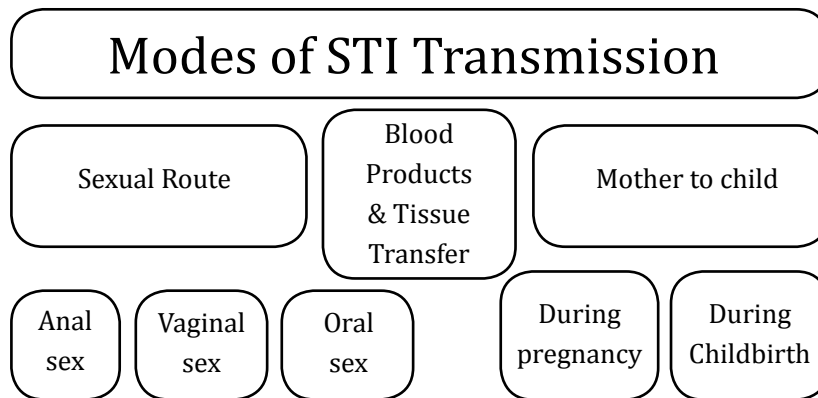 Modes of STI Transmission
Sexual Route
Blood
Products
& Tissue
Transfer
Mother to child
Anal
sex
Vaginal
sex
Oral
sex
During
pregnancy
During
Childbirth